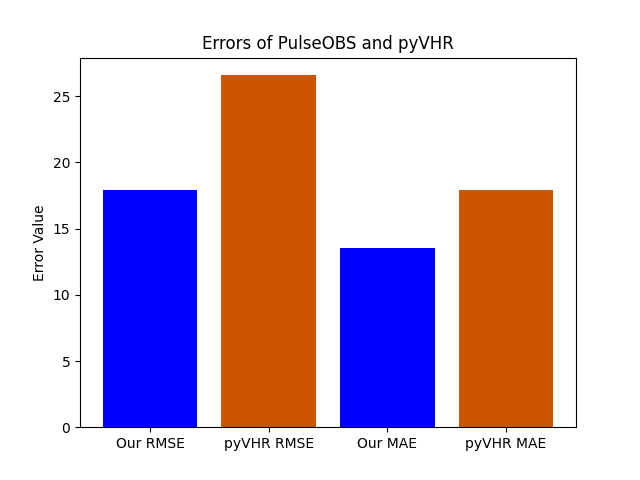 Errors of PulseOBS and pyVHR
Error Value
25
20
15
10
5
0
Our RMSE
pyVHR RMSE
Our MAE
pyVHR MAE